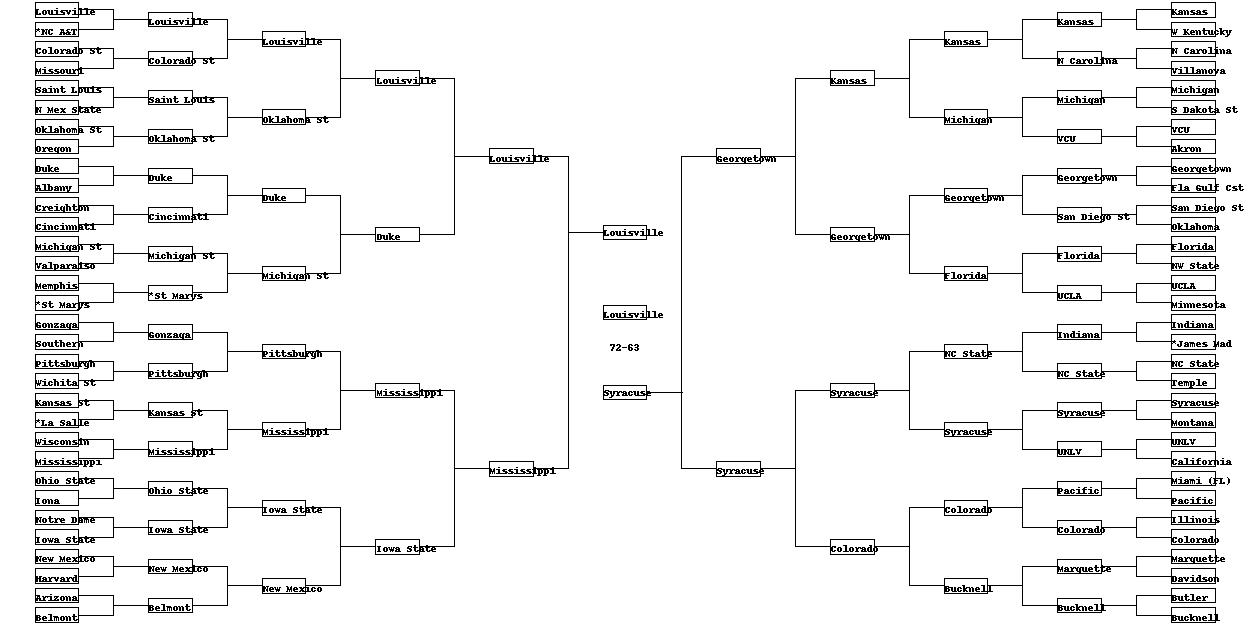 Louisville
*NC A&T
Colorado St
Missouri
Saint Louis
N Mex State
Oklahoma St
Oregon
Duke
Albany
Creighton
Cincinnati
Michigan St
Valparaiso
Memphis
*St Marys
Gonzaga
Southern
Pittsburgh
Wichita St
Kansas St
*La Salle
Wisconsin
Mississippi
Ohio State
Iona
Notre Dame
Iowa State
New Mexico
Harvard
Arizona
Belmont
Louisville
Colorado St
Saint Louis
Oklahoma St
Duke
Cincinnati
Michigan St
*St Marys
Gonzaga
Pittsburgh
Kansas St
Mississippi
Ohio State
Iowa State
New Mexico
Belmont
Louisville
Oklahoma St
Duke
Michigan St
Pittsburgh
Mississippi
Iowa State
New Mexico
Louisville
Duke
Mississippi
Iowa State
Louisville
Mississippi
Louisville
Louisville
72-63
Syracuse
Georgetown
Syracuse
Kansas
Georgetown
Syracuse
Colorado
Kansas
Michigan
Georgetown
Florida
NC State
Syracuse
Colorado
Bucknell
Kansas
N Carolina
Michigan
VCU
Georgetown
San Diego St
Florida
UCLA
Indiana
NC State
Syracuse
UNLV
Pacific
Colorado
Marquette
Bucknell
Kansas
W Kentucky
N Carolina
Villanova
Michigan
S Dakota St
VCU
Akron
Georgetown
Fla Gulf Cst
San Diego St
Oklahoma
Florida
NW State
UCLA
Minnesota
Indiana
*James Mad
NC State
Temple
Syracuse
Montana
UNLV
California
Miami (FL)
Pacific
Illinois
Colorado
Marquette
Davidson
Butler
Bucknell